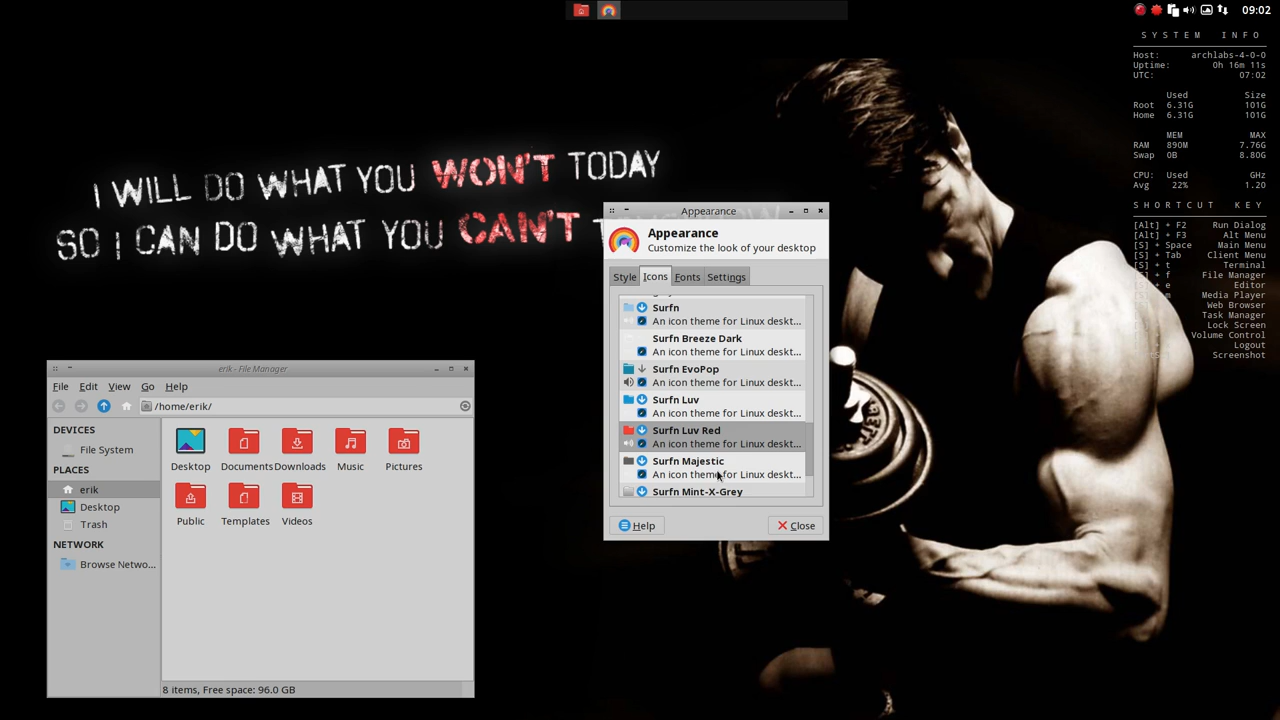 09:02
SYSTEM INFO
Host: archlabs-4-0-0
Uptime: 0h 16m 11s
UTC: 07:02
Used Size
Root 6.31G 101G
Home 6.31G 101G
MEM MAX
RAM 890M 7.76G
Swap 0B 8.80G
CPU: Used GHz
Avg 22% 1.20
SHORTCUT KEY
[Alt] + F2 Run Dialog
[Alt] + F3 Alt Menu
[S] + Space Main Menu
[S] + Tab Client Menu
[S] + t Terminal
[S] + f File Manager
[S] + e Editor
m Media Player
Web Browser
Task Manager
Lock Screen
Volume Control
Logout
Screenshot
I WILL DO WHAT YOU WON'T TODAY
SO I CAN DO WHAT YOU CAN'T
Appearance
Appearance
Customize the look of your desktop
Style Icons Fonts Settings
Surfn
An icon theme for Linux deskt...
Surfn Breeze Dark
An icon theme for Linux deskt...
Surfn EvoPop
An icon theme for Linux deskt...
Surfn Luv
An icon theme for Linux deskt...
Surfn Luv Red
An icon theme for Linux deskt...
Surfn Majestic
An icon theme for Linux deskt...
Surfn Mint-X-Grey
Help Close
erik - File Manager
File Edit View Go Help
/home/erik/
DEVICES
File System
PLACES
erik
Desktop
Trash
NETWORK
Browse Netwo...
Desktop Documents Downloads Music Pictures
Public Templates Videos
8 items, Free space: 96.0 GB